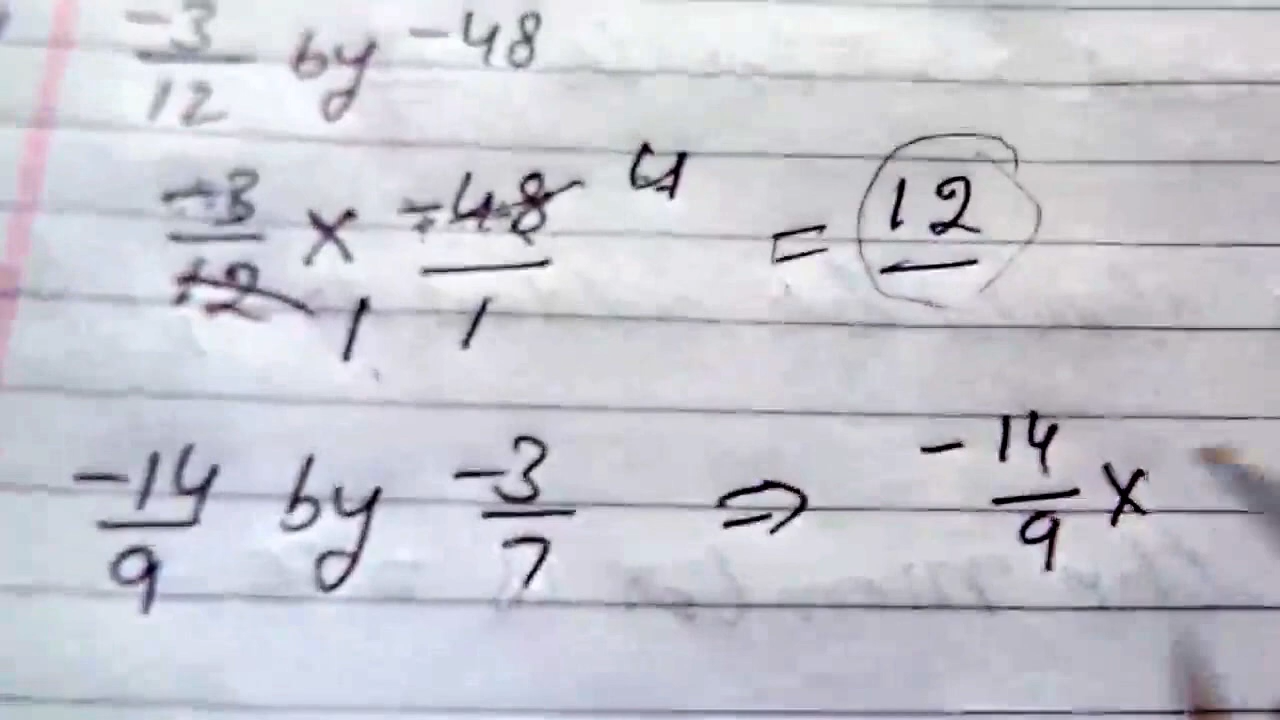 -3/12 by -48
-3/12 × -48/1 4 1 = 12
-14/9 by -3/7 ⇒ -14/9 ×